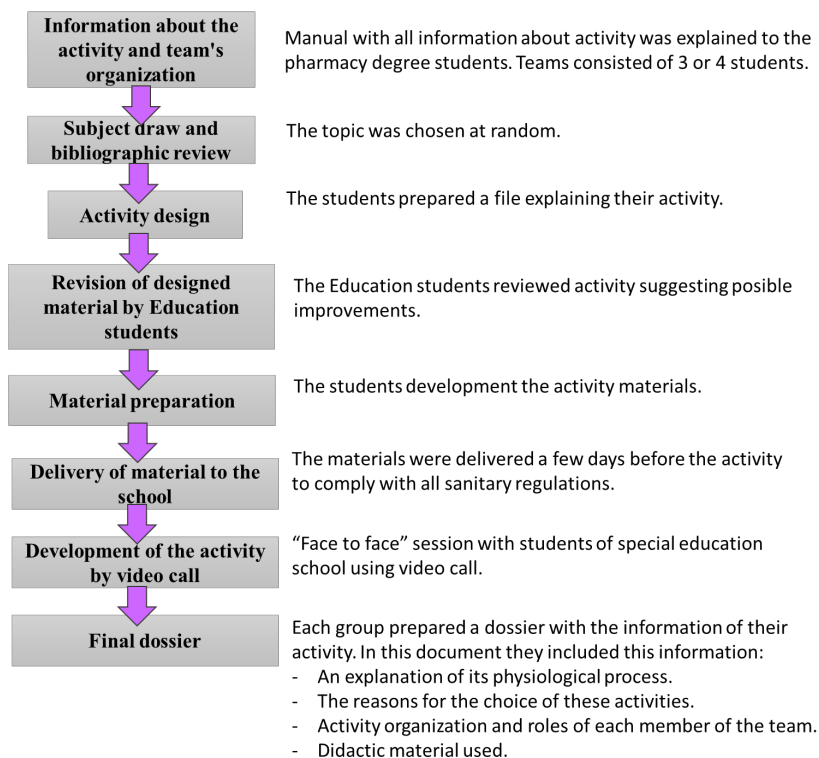 Information about the
activity and team's
organization
Manual with all information about activity was explained to the
pharmacy degree students. Teams consisted of 3 or 4 students.
Subject draw and
bibliographic review
The topic was chosen at random.
Activity design
The students prepared a file explaining their activity.
Revision of designed
material by Education
students
The Education students reviewed activity suggesting posible
improvements.
Material preparation
The students development the activity materials.
Delivery of material to the
school
The materials were delivered a few days before the activity
to comply with all sanitary regulations.
Development of the activity
by video call
“Face to face” session with students of special education
school using video call.
Final dossier
Each group prepared a dossier with the information of their
activity. In this document they included this information:
- An explanation of its physiological process.
- The reasons for the choice of these activities.
- Activity organization and roles of each member of the team.
- Didactic material used.